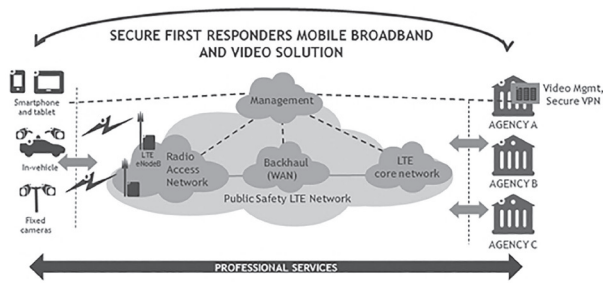 SECURE FIRST RESPONDERS MOBILE BROADBAND
AND VIDEO SOLUTION
Smartphone
and tablet
Management
Video Mgmt,
Secure VPN
AGENCY A
In-vehicle
LTE
eNodeB
Radio
Access
Network
Backhaul
(WAN)
LTE
core network
AGENCY B
Public Safety LTE Network
Fixed
cameras
AGENCY C
PROFESSIONAL SERVICES